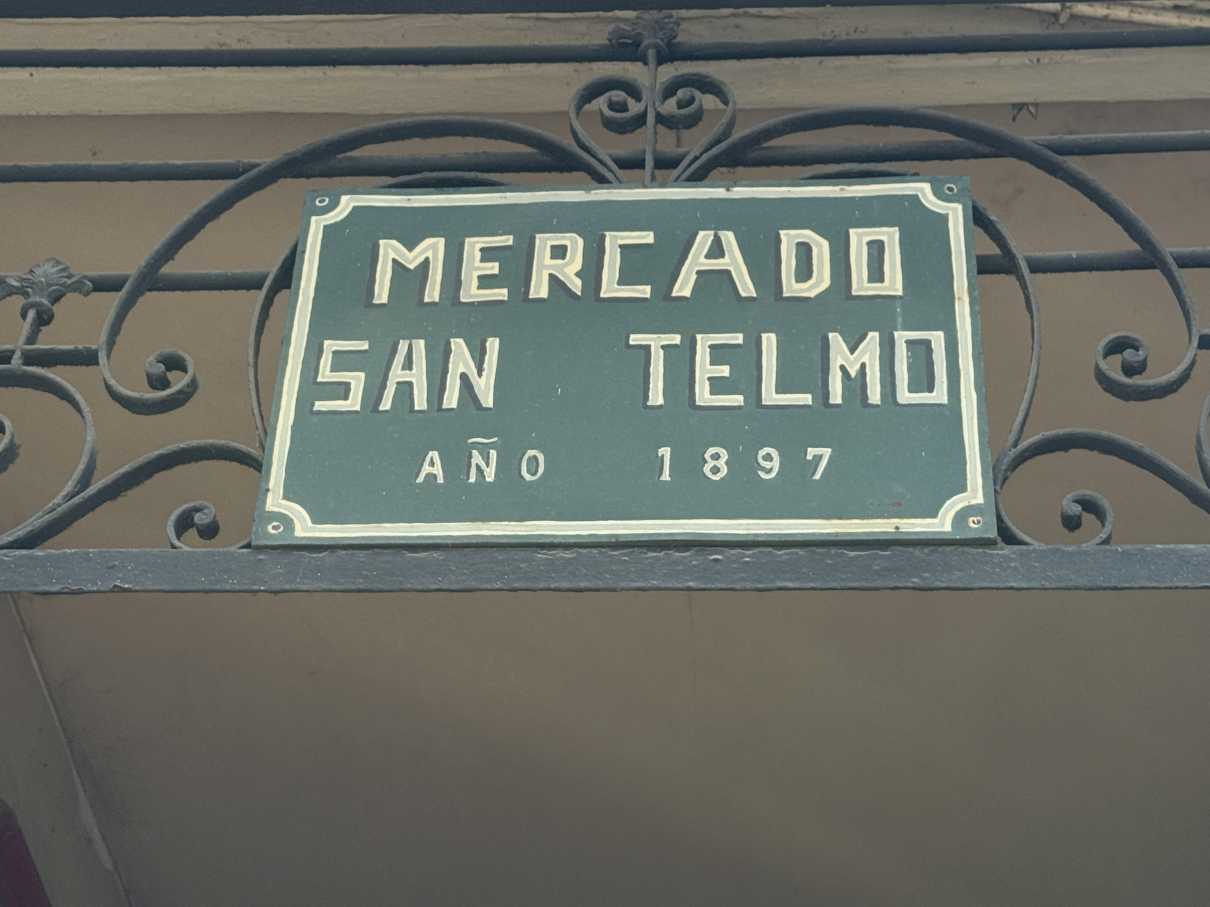 MERCADO
SAN TELMO
AÑO 1897